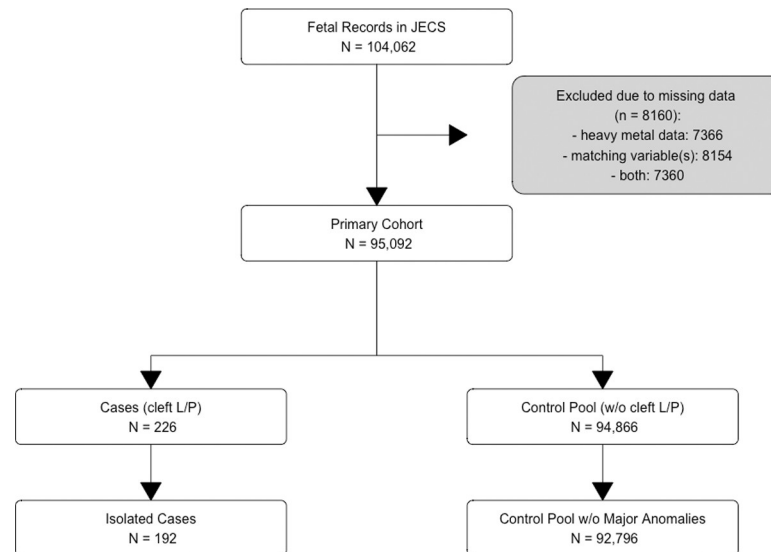 Fetal Records in JECS
N = 104,062
Excluded due to missing data
(n = 8160):
- heavy metal data: 7366
- matching variable(s): 8154
- both: 7360
Primary Cohort
N = 95,092
Cases (cleft L/P)
N = 226
Control Pool (w/o cleft L/P)
N = 94,866
Isolated Cases
N = 192
Control Pool w/o Major Anomalies
N = 92,796